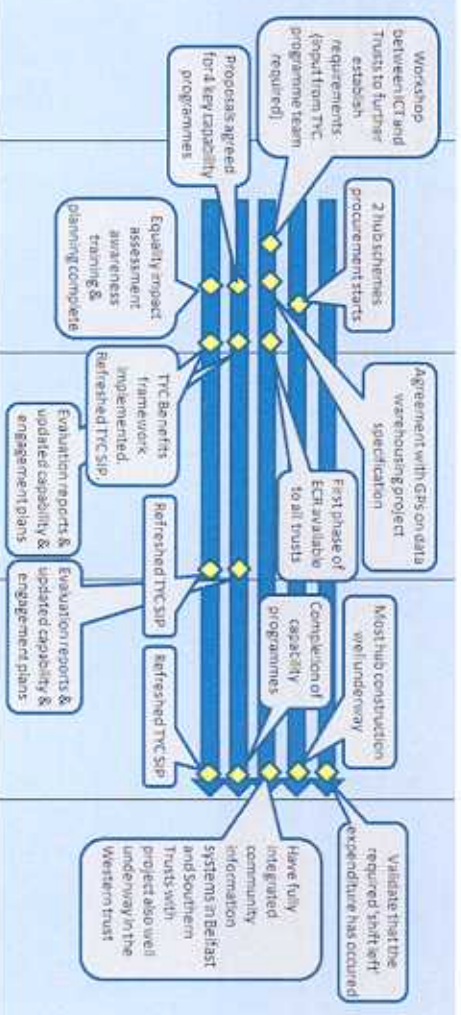 Workshop
between ICT and
Trusts to further
establish
requirements
(input from TYC
programme team
required)
Proposals agreed
for 4 key capability
programmes
2 hub schemes
procurement starts
Equality impact
assessment
awareness
training &
planning complete
Agreement with GPs on data
warehousing project
specification
First phase of
ECR available
to all trusts
TYC Benefits
framework
implemented.
Refreshed TYC SIP
Evaluation reports &
updated capability &
engagement plans
Refreshed TYC SIP
Evaluation reports &
updated capability &
engagement plans
Most hub construction
well underway
Completion of
capability
programmes
Refreshed TYC SIP
Validate that the
required 'shift left'
expenditure has occured
Have fully
integrated
community
information
systems in Belfast
and Southern
Trusts with
project also well
underway in the
Western trust